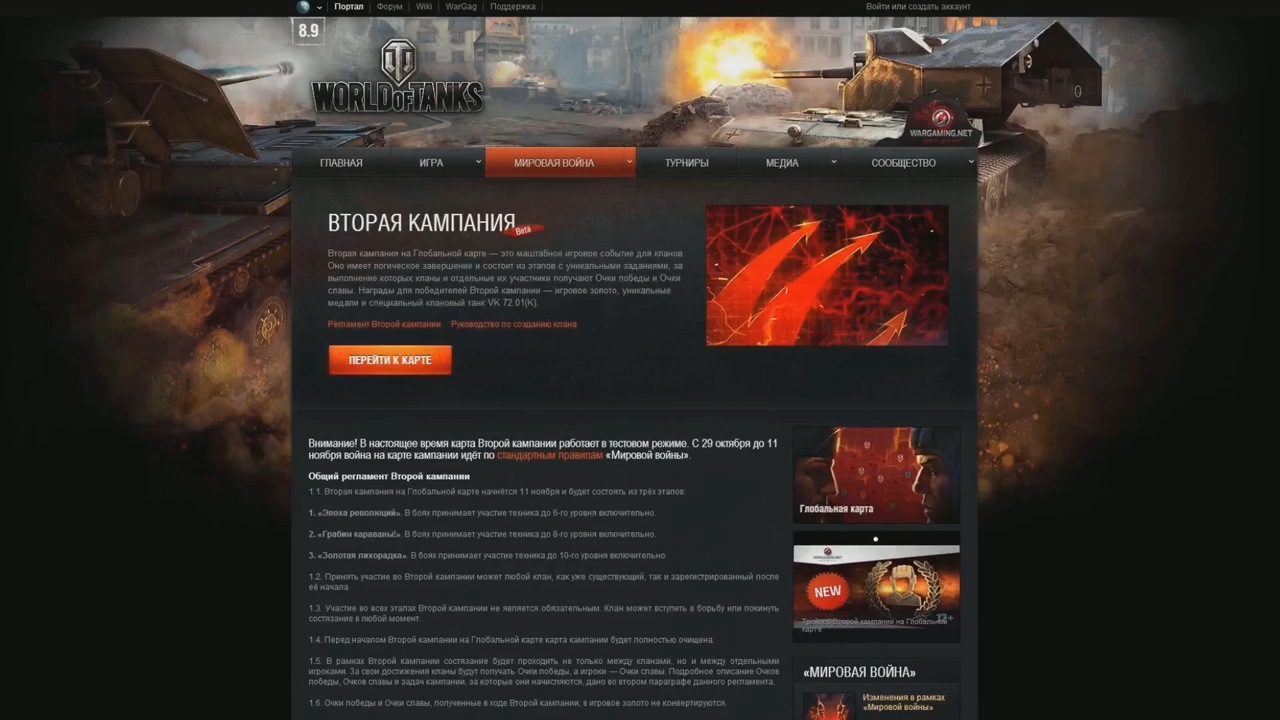 Портал | Форум | Wiki | WarGag | Поддержка |
Войти или создать аккаунт
8.9
WORLD OF TANKS
WARGAMING.NET
ГЛАВНАЯ
ИГРА
МИРОВАЯ ВОЙНА
ТУРНИРЫ
МЕДИА
СООБЩЕСТВО
ВТОРАЯ КАМПАНИЯ
Beta
Вторая кампания на Глобальной карте — это масштабное игровое событие для кланов.
Оно имеет логическое завершение и состоит из этапов с уникальными заданиями, за
выполнение которых кланы и отдельные их участники получают Очки победы и Очки
славы. Награды для победителей Второй кампании — игровое золото, уникальные
медали и специальный клановый танк VK 72.01(K).
Регламент Второй кампании
Руководство по созданию клана
ПЕРЕЙТИ К КАРТЕ
Внимание! В настоящее время карта Второй кампании работает в тестовом режиме. С 29 октября до 11
ноября война на карте кампании идёт по стандартным правилам «Мировой войны».
Общий регламент Второй кампании
1.1. Вторая кампания на Глобальной карте начнётся 11 ноября и будет состоять из трёх этапов:
1. «Эпоха революций». В боях принимает участие техника до 6-го уровня включительно.
2. «Грабим караваны!». В боях принимает участие техника до 8-го уровня включительно.
3. «Золотая лихорадка». В боях принимает участие техника до 10-го уровня включительно.
1.2. Принять участие во Второй кампании может любой клан, как уже существующий, так и зарегистрированный после
её начала.
1.3. Участие во всех этапах Второй кампании не является обязательным. Клан может вступить в борьбу или покинуть
состязание в любой момент.
1.4. Перед началом Второй кампании на Глобальной карте карта кампании будет полностью очищена.
1.5. В рамках Второй кампании состязание будет проходить не только между кланами, но и между отдельными
игроками. За свои достижения кланы будут получать Очки победы, а игроки — Очки славы. Подробное описание Очков
победы, Очков славы и задач кампании, за которые они начисляются, дано во втором параграфе данного регламента.
1.6. Очки победы и Очки славы, полученные в ходе Второй кампании, в игровое золото не конвертируются.
Глобальная карта
WARGAMING.NET
NEW
12+
Трейлер Второй кампании на Глобальной
карте
«МИРОВАЯ ВОЙНА»
Изменения в рамках
«Мировой войны»